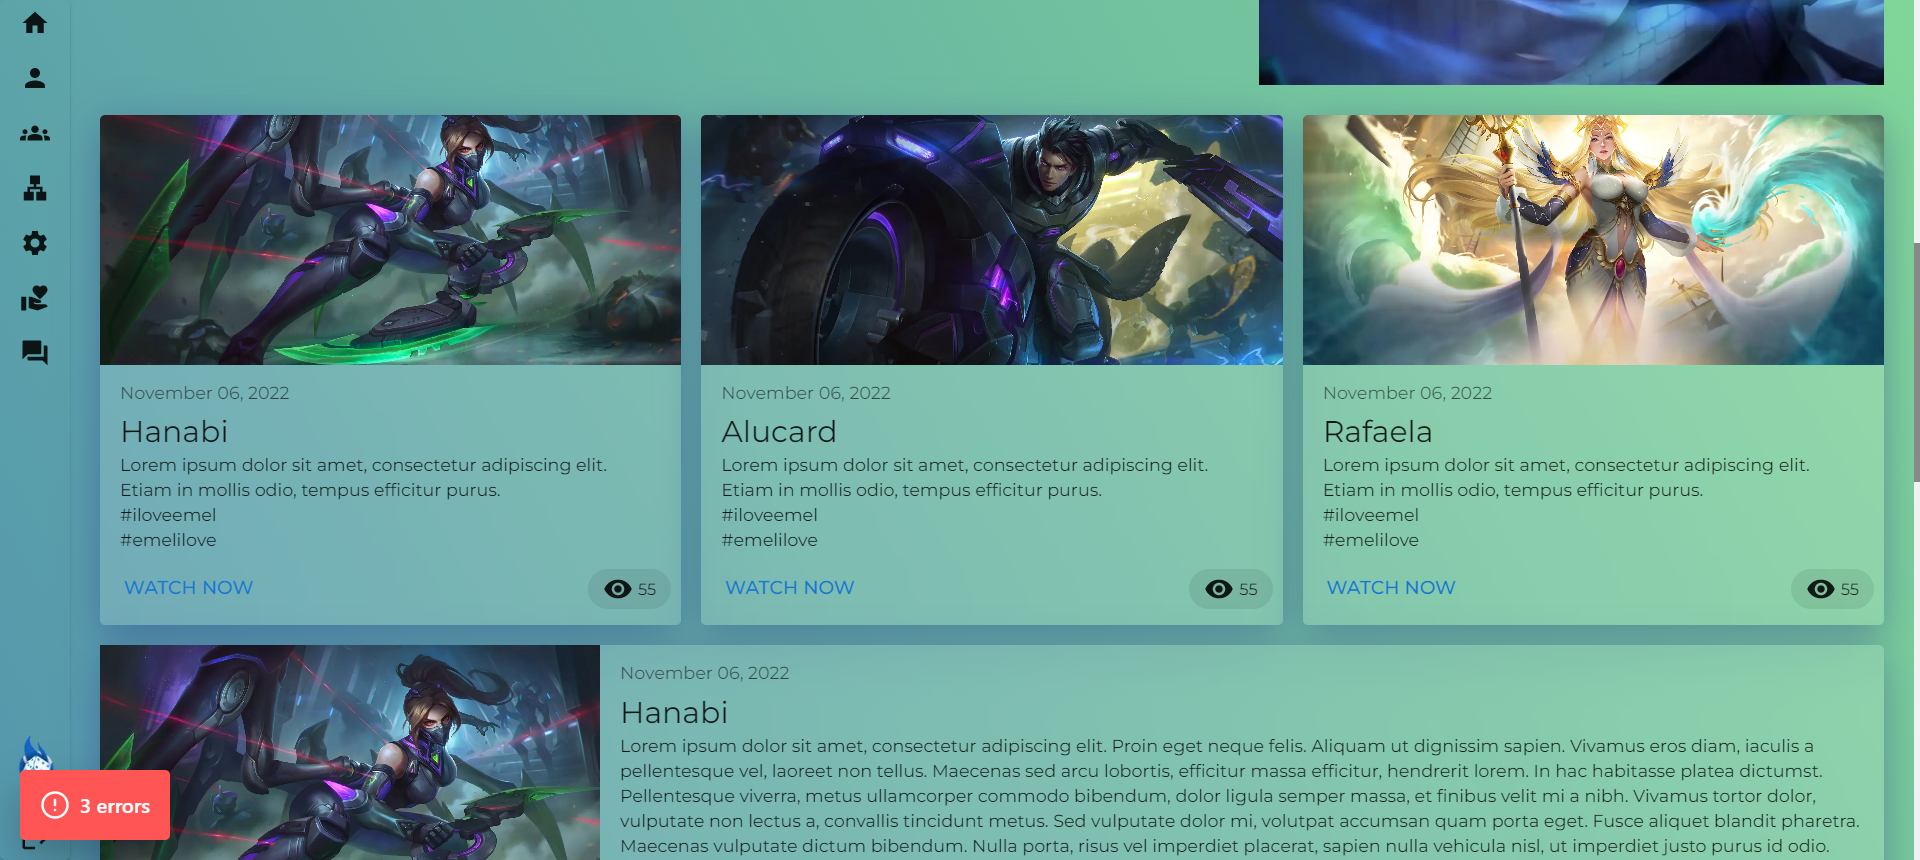 November 06, 2022
Hanabi
Lorem ipsum dolor sit amet, consectetur adipiscing elit.
Etiam in mollis odio, tempus efficitur purus.
#iloveemel
#emelilove
WATCH NOW
55
November 06, 2022
Alucard
Lorem ipsum dolor sit amet, consectetur adipiscing elit.
Etiam in mollis odio, tempus efficitur purus.
#iloveemel
#emelilove
WATCH NOW
55
November 06, 2022
Rafaela
Lorem ipsum dolor sit amet, consectetur adipiscing elit.
Etiam in mollis odio, tempus efficitur purus.
#iloveemel
#emelilove
WATCH NOW
55
November 06, 2022
Hanabi
Lorem ipsum dolor sit amet, consectetur adipiscing elit. Proin eget neque felis. Aliquam ut dignissim sapien. Vivamus eros diam, iaculis a
pellentesque vel, laoreet non tellus. Maecenas sed arcu lobortis, efficitur massa efficitur, hendrerit lorem. In hac habitasse platea dictumst.
Pellentesque viverra, metus ullamcorper commodo bibendum, dolor ligula semper massa, et finibus velit mi a nibh. Vivamus tortor dolor,
vulputate non lectus a, convallis tincidunt metus. Sed vulputate dolor mi, volutpat accumsan quam porta eget. Fusce aliquet blandit pharetra.
Maecenas vulputate dictum bibendum. Nulla porta, risus vel imperdiet placerat, sapien nulla vehicula nisl, ut imperdiet justo purus id odio.
3 errors